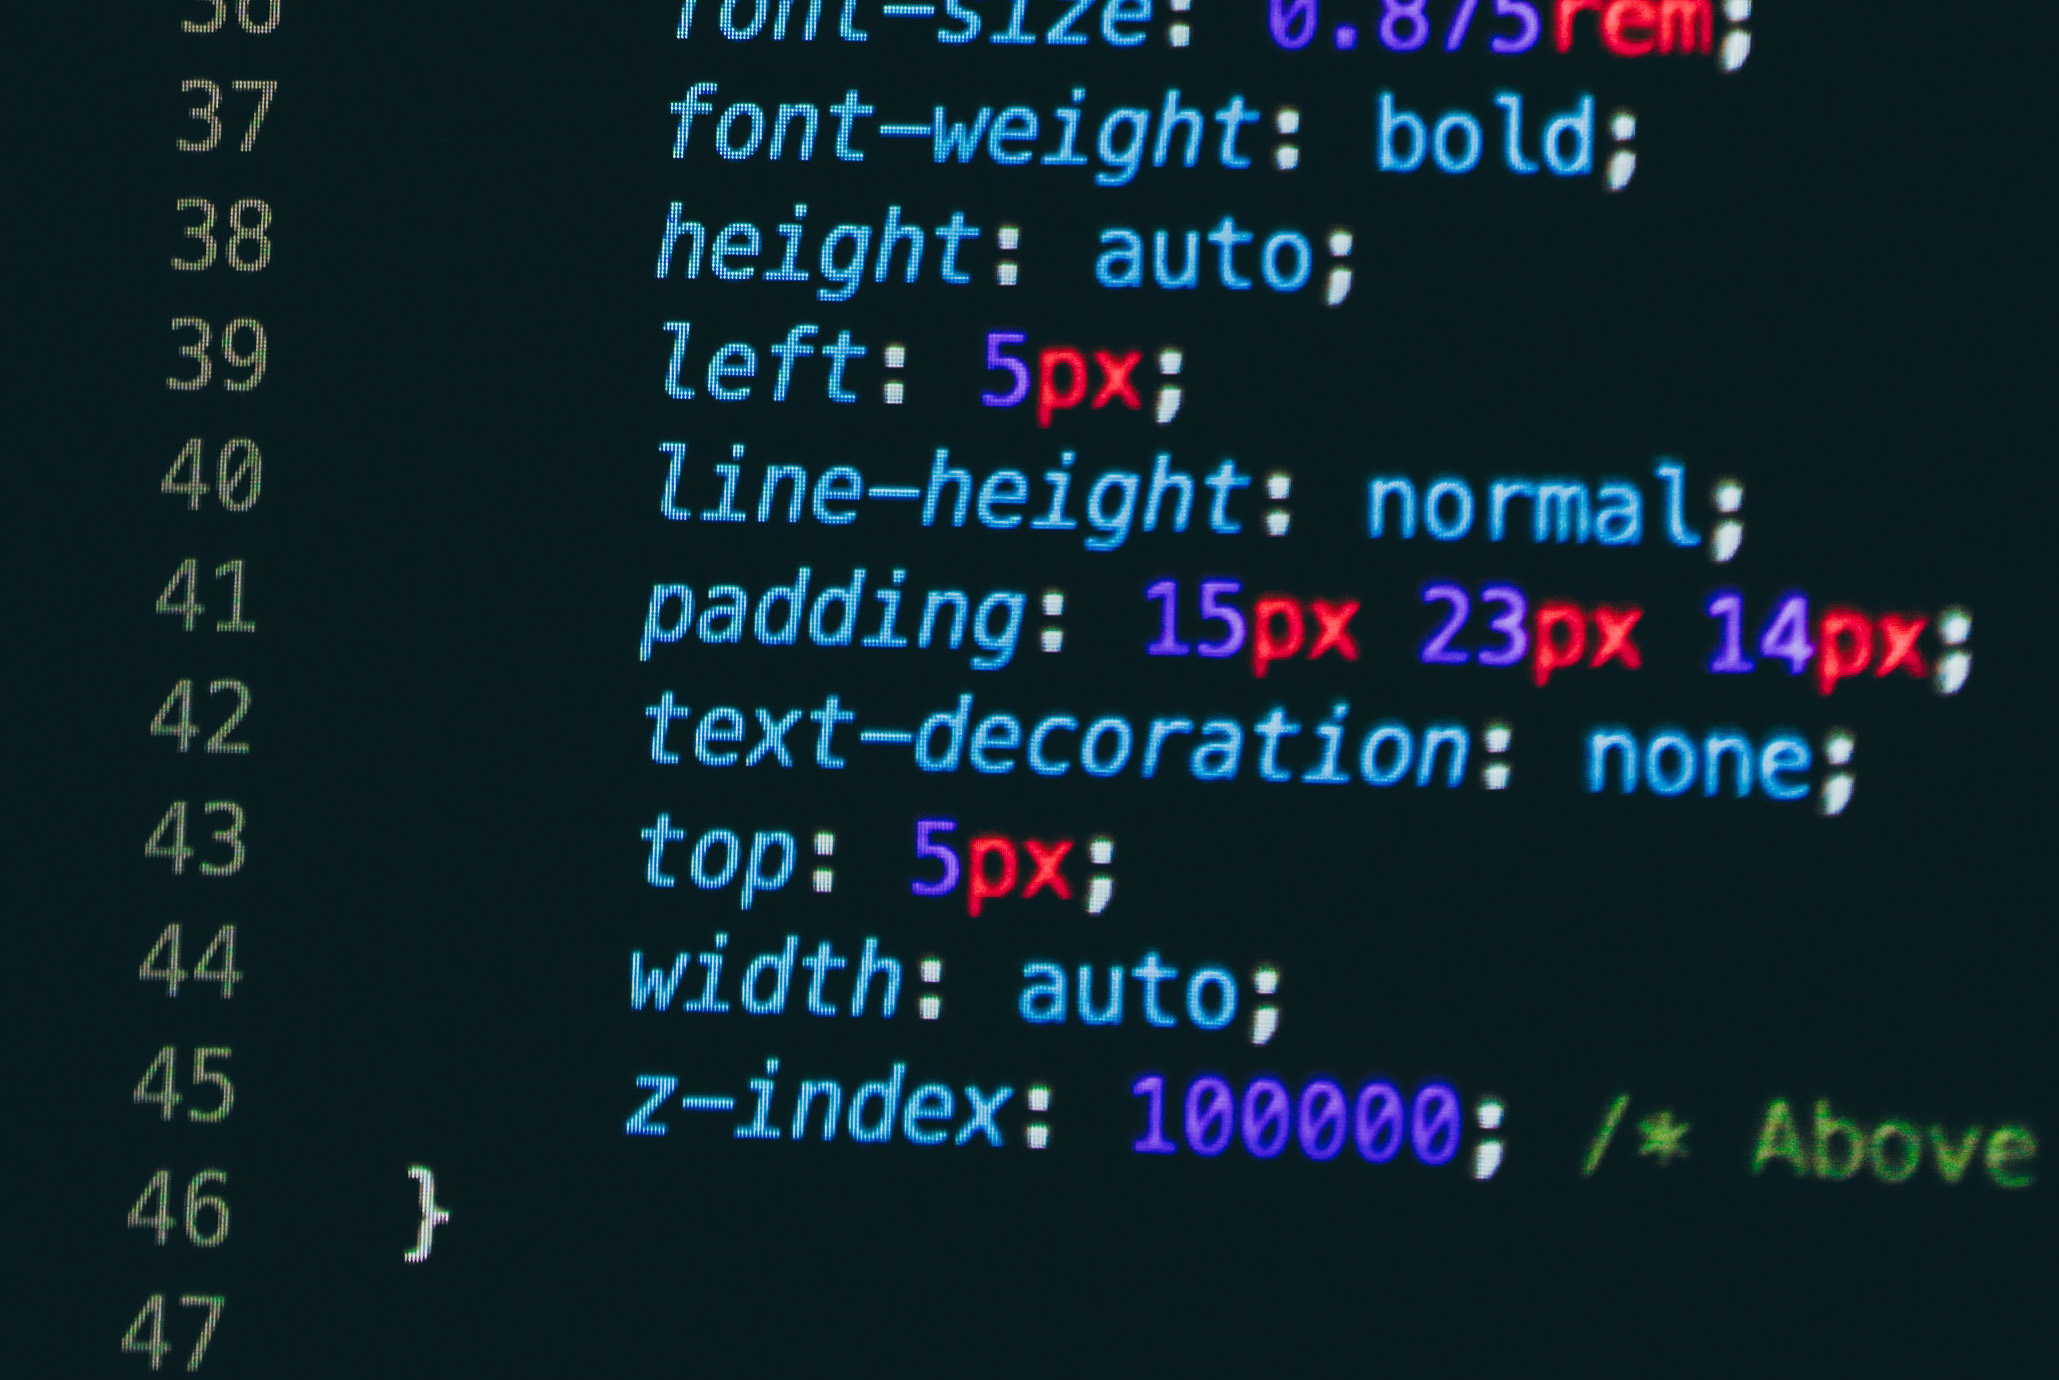 36 font-size: 0.875rem;
37 font-weight: bold;
38 height: auto;
39 left: 5px;
40 line-height: normal;
41 padding: 15px 23px 14px;
42 text-decoration: none;
43 top: 5px;
44 width: auto;
45 z-index: 100000; /* Above
46 }
47